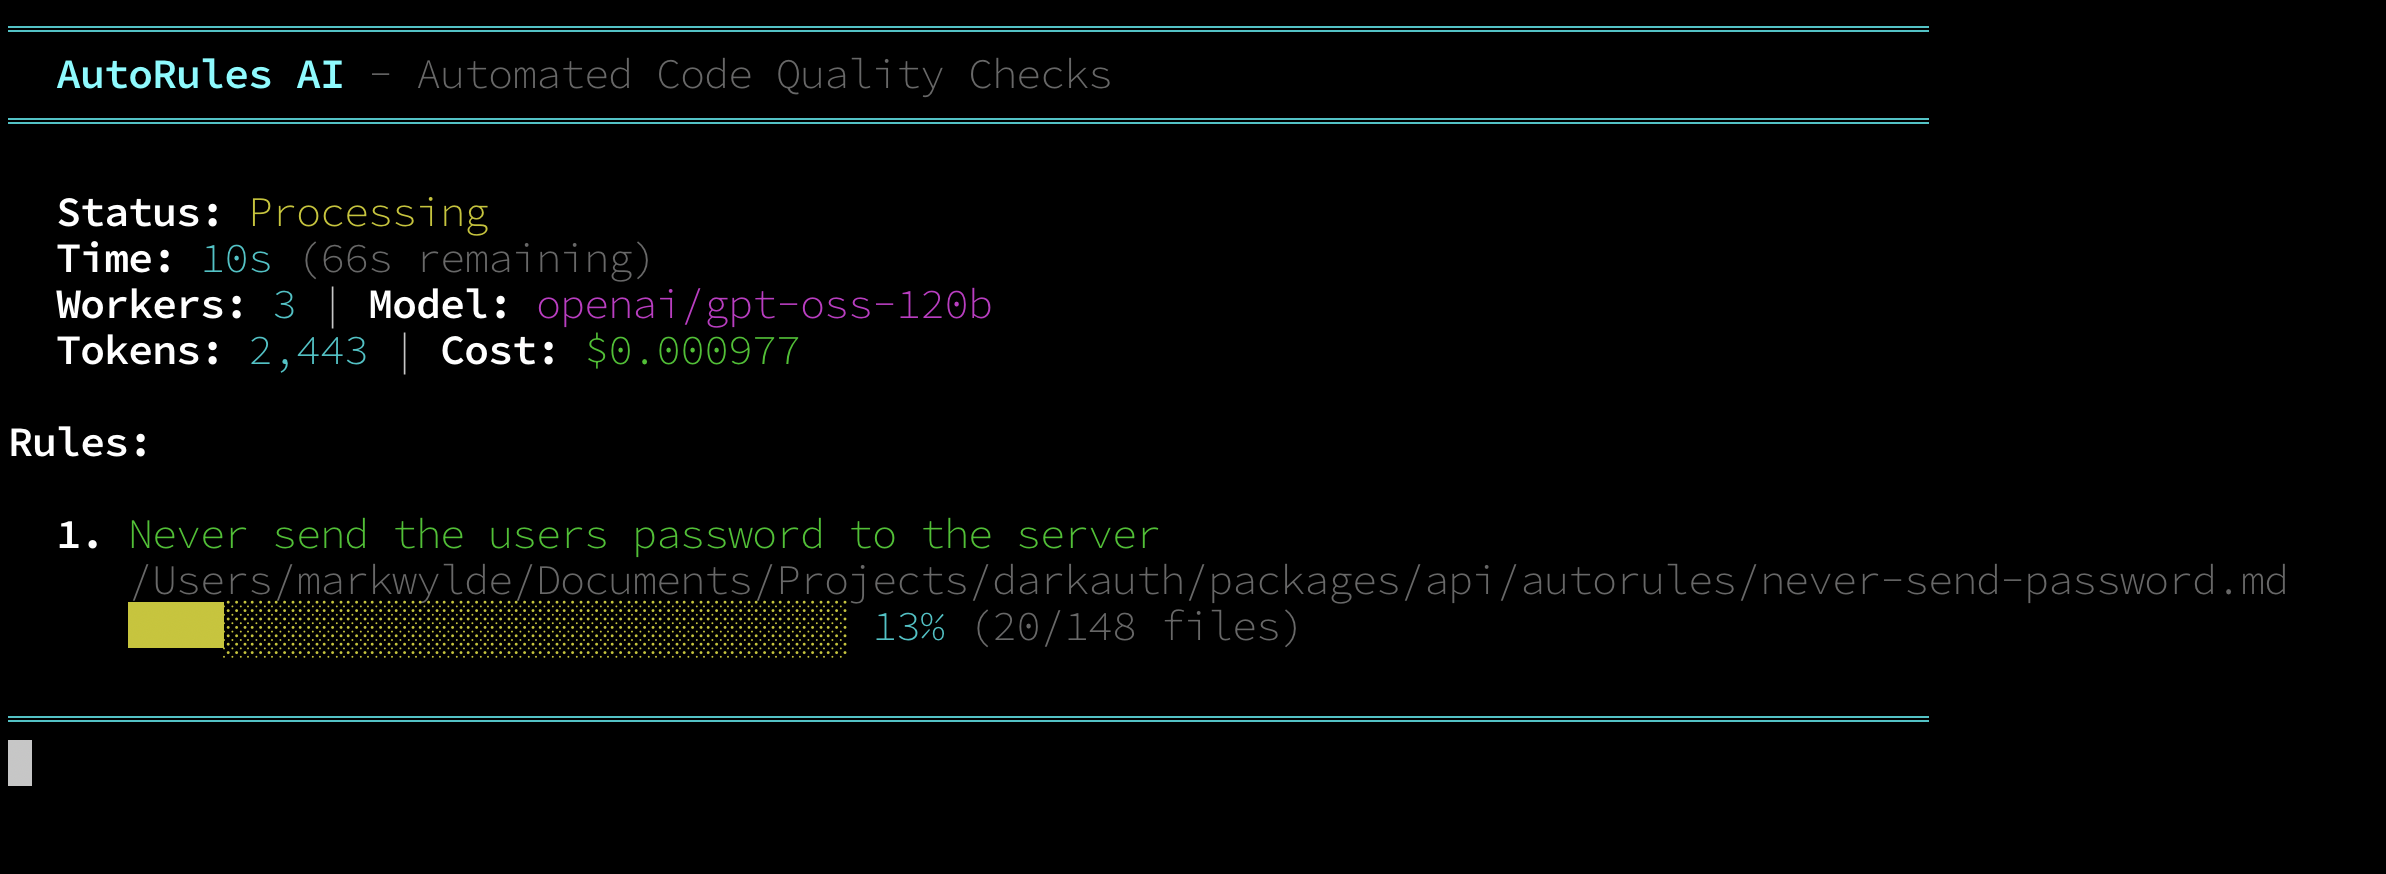 AutoRules AI - Automated Code Quality Checks
Status: Processing
Time: 10s (66s remaining)
Workers: 3 | Model: openai/gpt-oss-120b
Tokens: 2,443 | Cost: $0.000977
Rules:
1. Never send the users password to the server
/Users/markwylde/Documents/Projects/darkauth/packages/api/autorules/never-send-password.md
13% (20/148 files)